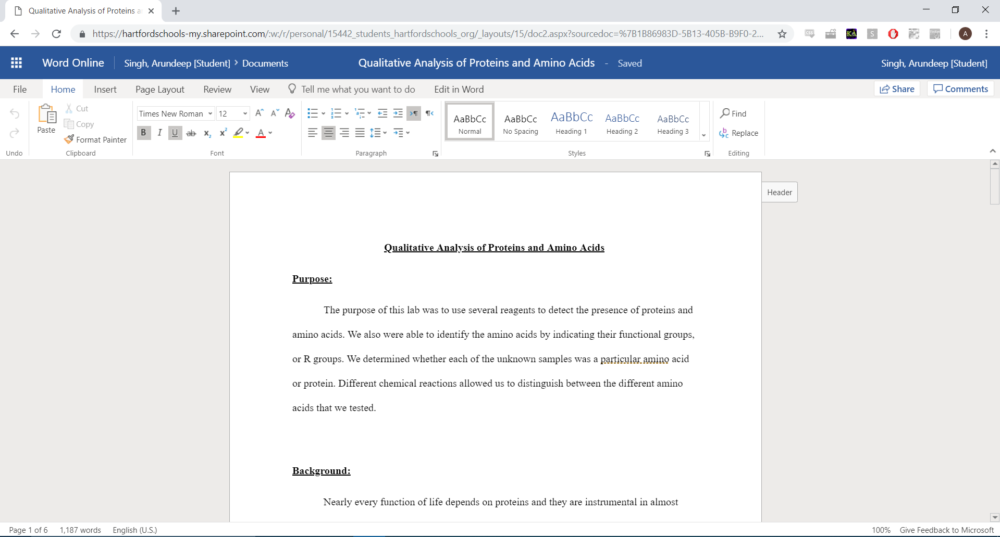 Qualitative Analysis of Proteins a
https://hartfordschools-my.sharepoint.com/:w:/r/personal/15442_students_hartfordschools_org/_layouts/15/doc2.aspx?sourcedoc=%7B1B86983D-5B13-405B-B9F0-2...
CSS KA S A
Word Online Singh, Arundeep [Student] > Documents Qualitative Analysis of Proteins and Amino Acids - Saved Singh, Arundeep [Student]
File Home Insert Page Layout Review View Tell me what you want to do Edit in Word Share Comments
Paste Cut Copy Format Painter
Times New Roman 12
B I U ab x₂ x² A
AaBbCc AaBbCc AaBbCc AaBbCc AaBbCc
Normal No Spacing Heading 1 Heading 2 Heading 3
Find
Replace
Undo Clipboard Font Paragraph Styles Editing
Header
Qualitative Analysis of Proteins and Amino Acids
Purpose:
The purpose of this lab was to use several reagents to detect the presence of proteins and
amino acids. We also were able to identify the amino acids by indicating their functional groups,
or R groups. We determined whether each of the unknown samples was a particular amino acid
or protein. Different chemical reactions allowed us to distinguish between the different amino
acids that we tested.
Background:
Nearly every function of life depends on proteins and they are instrumental in almost
Page 1 of 6 1,187 words English (U.S.) 100% Give Feedback to Microsoft